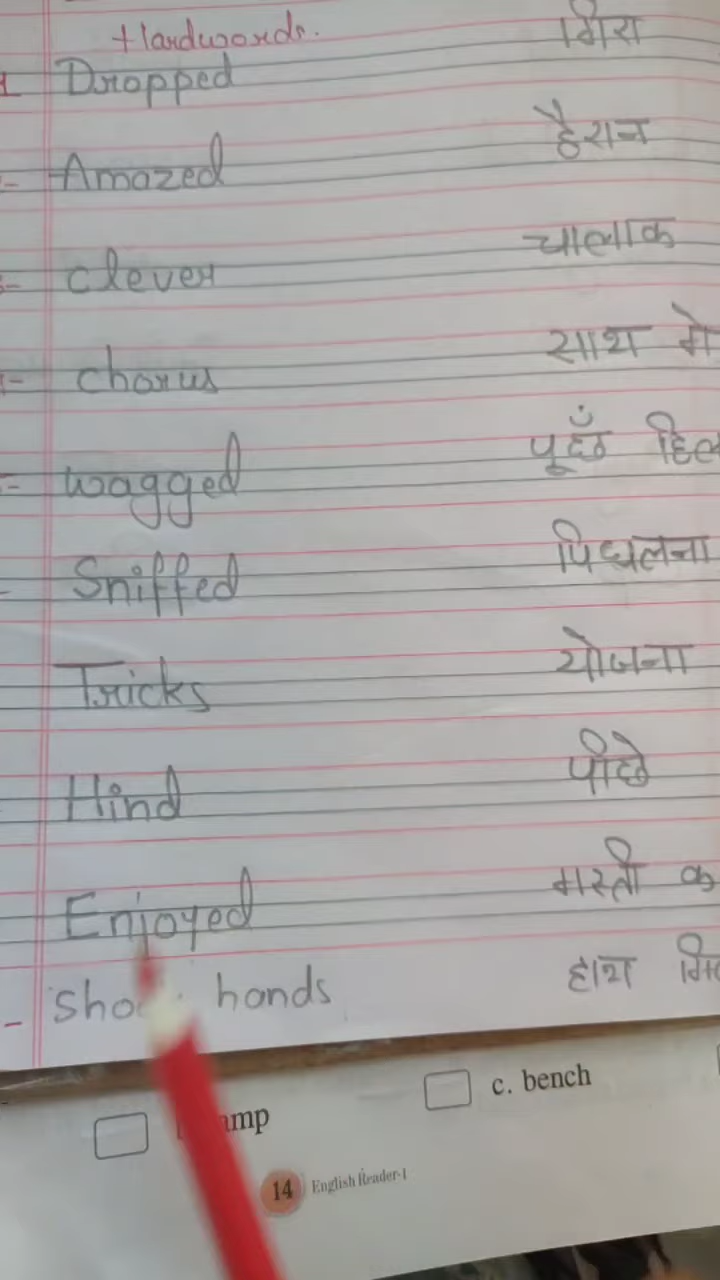 Hardwords.
Dropped गिरा
Amazed हैरान
clever चालाक
chorus साथ मे
wagged पूँछ
Sniffed पिघलना
Tricks योजना
Hind पीछे
Enjoyed मस्ती
hands हाथ
c. bench
14 English Reader-1